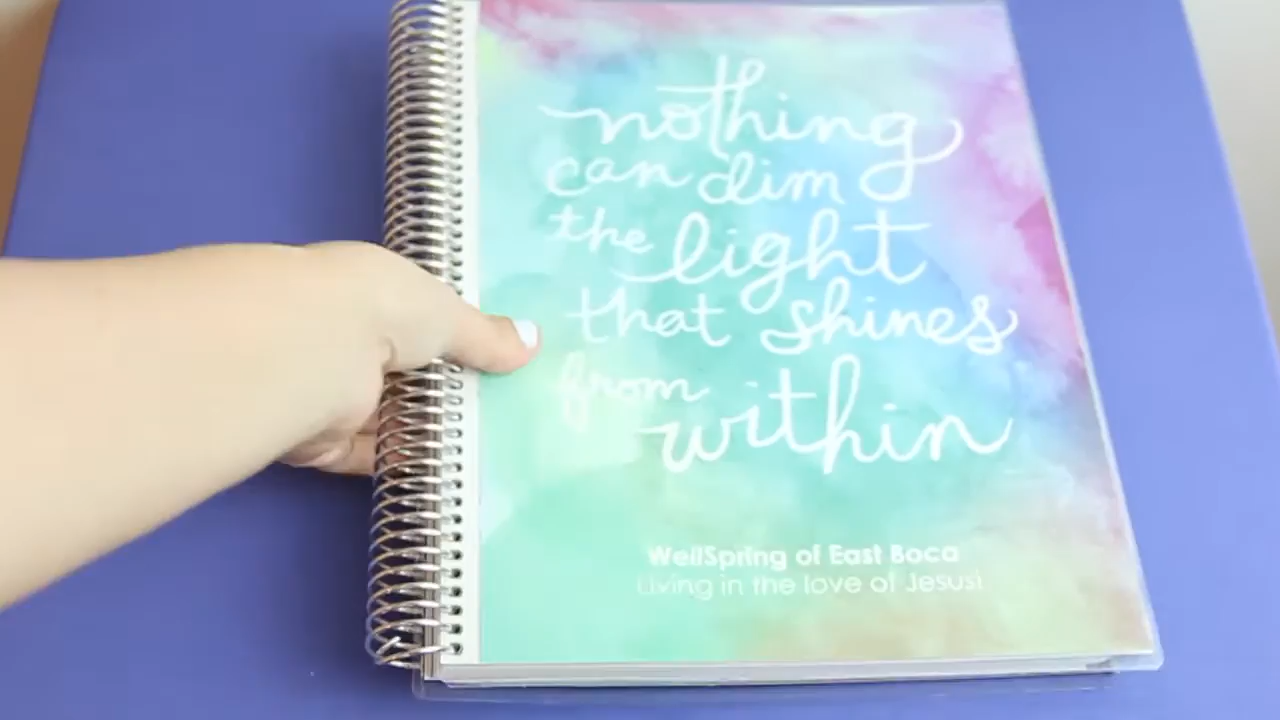 nothing
can dim
the light
that shines
from
within
WellSpring of East Boca
Living in the love of Jesus!